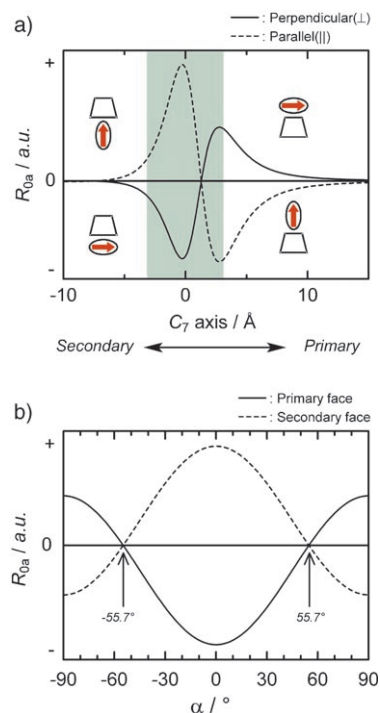 a)
: Perpendicular(⊥)
: Parallel(||)
+
R0a / a.u.
0
-
-10 0 10
C7 axis / Å
Secondary Primary
b)
: Primary face
: Secondary face
+
R0a / a.u.
0
-
-55.7° 55.7°
-90 -60 -30 0 30 60 90
α / °